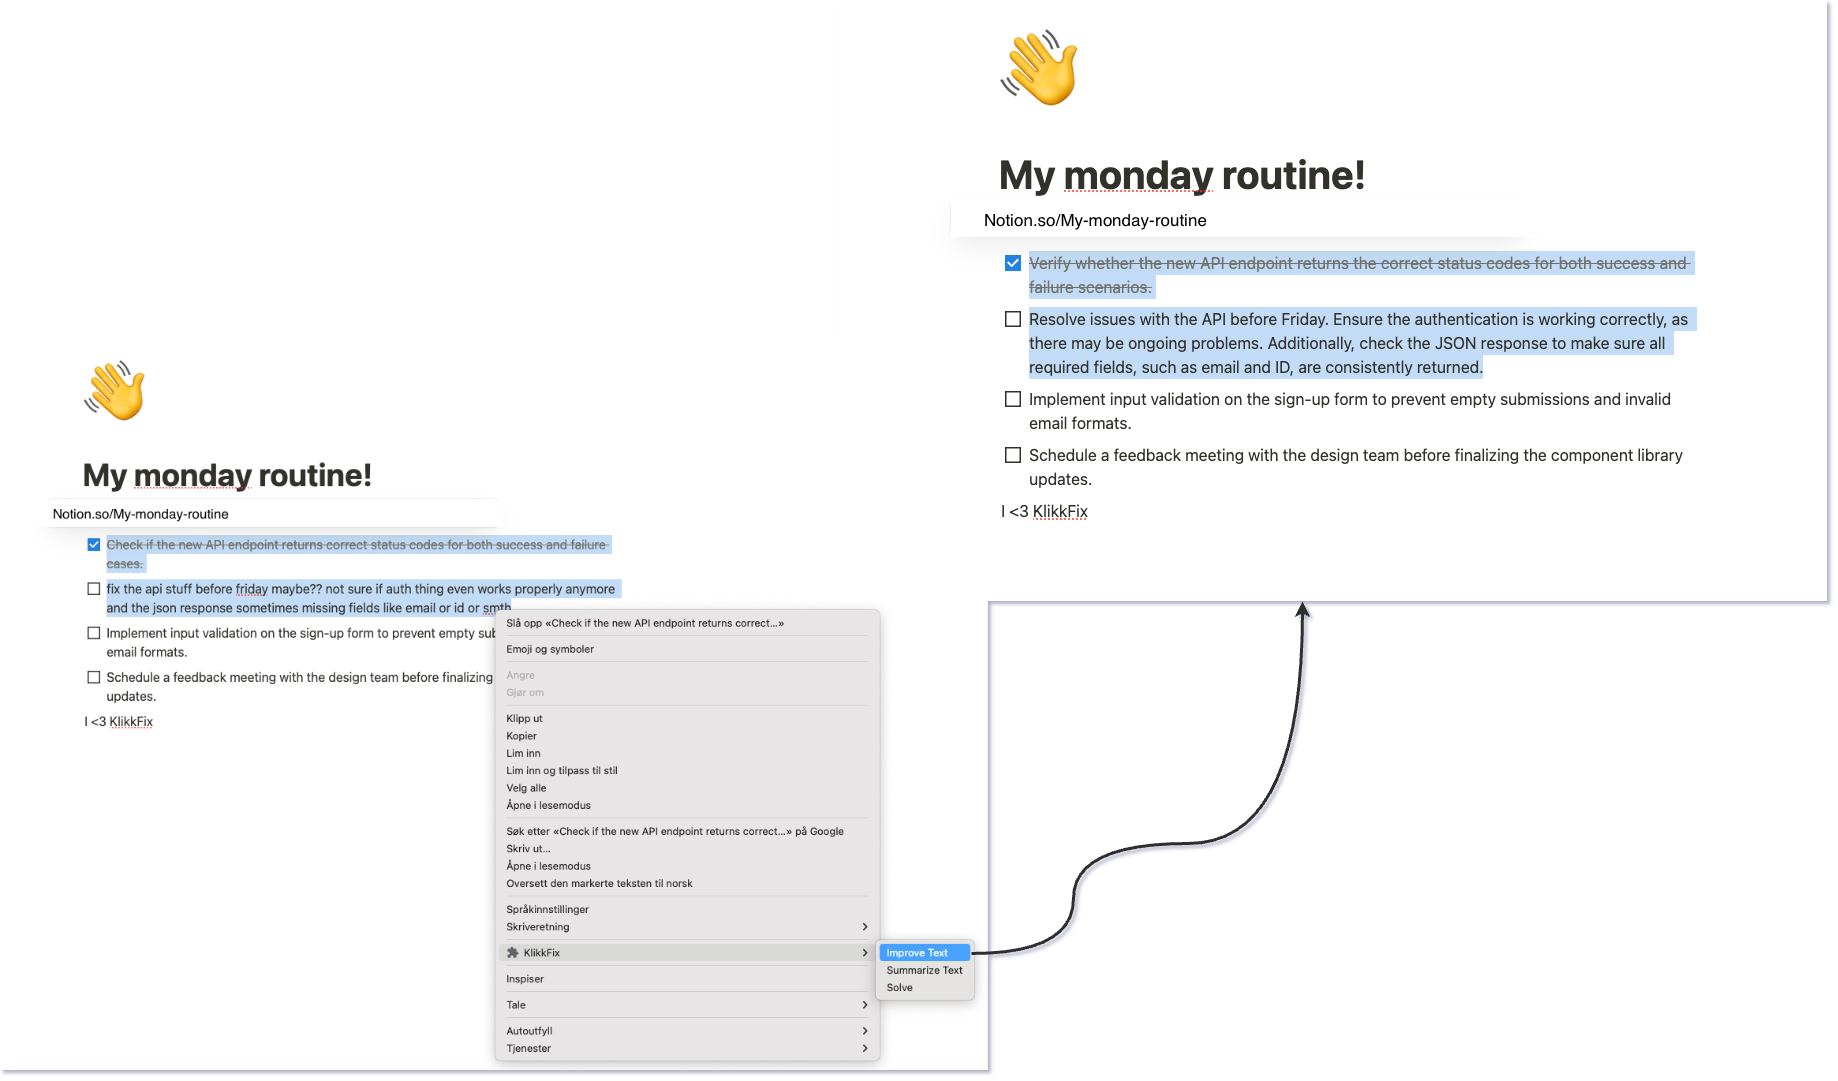 My monday routine!
Notion.so/My-monday-routine
Check if the new API endpoint returns correct status codes for both success and failure
cases.
fix the api stuff before friday maybe?? not sure if auth thing even works properly anymore
and the json response sometimes missing fields like email or id or smth
Implement input validation on the sign-up form to prevent empty sub
email formats.
Schedule a feedback meeting with the design team before finalizing
updates.
I <3 KlikkFix
Slå opp «Check if the new API endpoint returns correct...»
Emoji og symboler
Angre
Gjør om
Klipp ut
Kopier
Lim inn
Lim inn og tilpass til stil
Velg alle
Åpne i lesemodus
Søk etter «Check if the new API endpoint returns correct...» på Google
Skriv ut...
Åpne i lesemodus
Oversett den markerte teksten til norsk
Språkinnstillinger
Skriveretning
KlikkFix
Inspiser
Tale
Autoutfyll
Tjenester
Improve Text
Summarize Text
Solve
My monday routine!
Notion.so/My-monday-routine
Verify whether the new API endpoint returns the correct status codes for both success and
failure scenarios.
Resolve issues with the API before Friday. Ensure the authentication is working correctly, as
there may be ongoing problems. Additionally, check the JSON response to make sure all
required fields, such as email and ID, are consistently returned.
Implement input validation on the sign-up form to prevent empty submissions and invalid
email formats.
Schedule a feedback meeting with the design team before finalizing the component library
updates.
I <3 KlikkFix